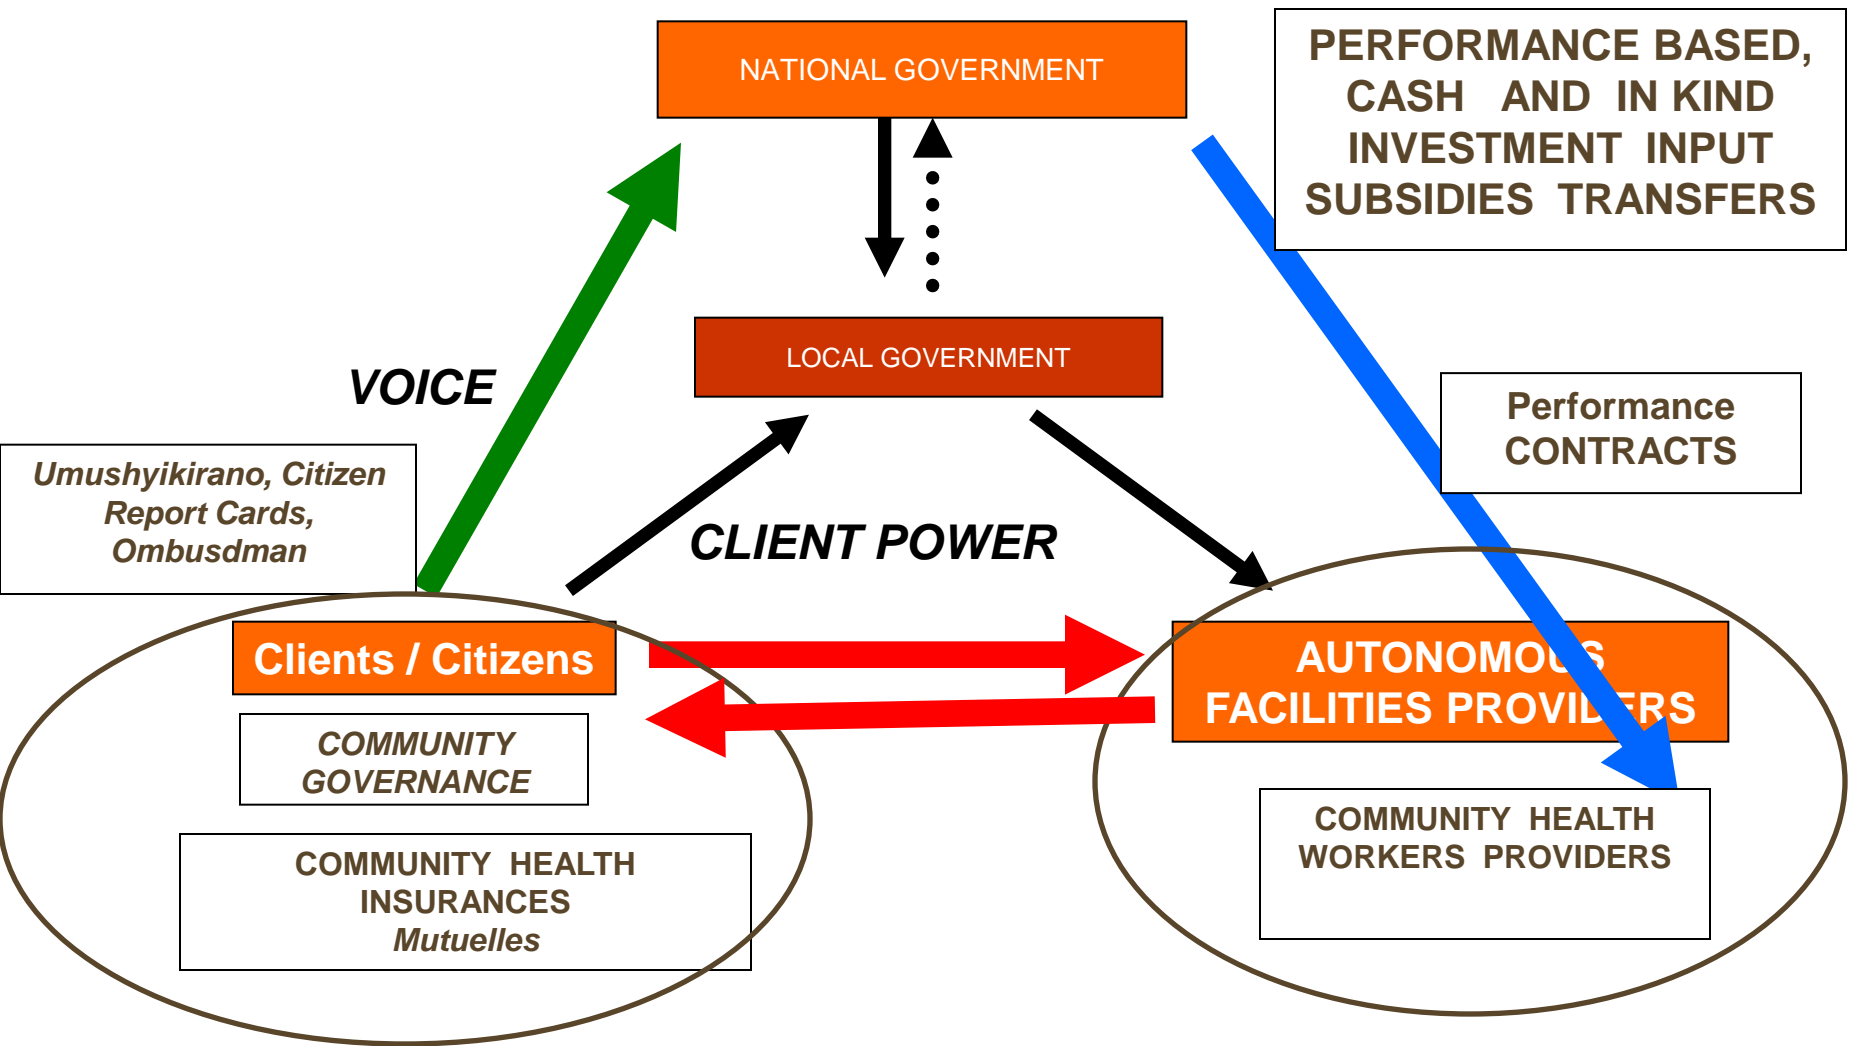 NATIONAL GOVERNMENT
PERFORMANCE BASED,
CASH AND IN KIND
INVESTMENT INPUT
SUBSIDIES TRANSFERS
LOCAL GOVERNMENT
VOICE
Performance
CONTRACTS
Umushyikirano, Citizen
Report Cards,
Ombusdman
CLIENT POWER
Clients / Citizens
AUTONOMOUS
FACILITIES PROVIDERS
COMMUNITY
GOVERNANCE
COMMUNITY HEALTH
WORKERS PROVIDERS
COMMUNITY HEALTH
INSURANCES
Mutuelles